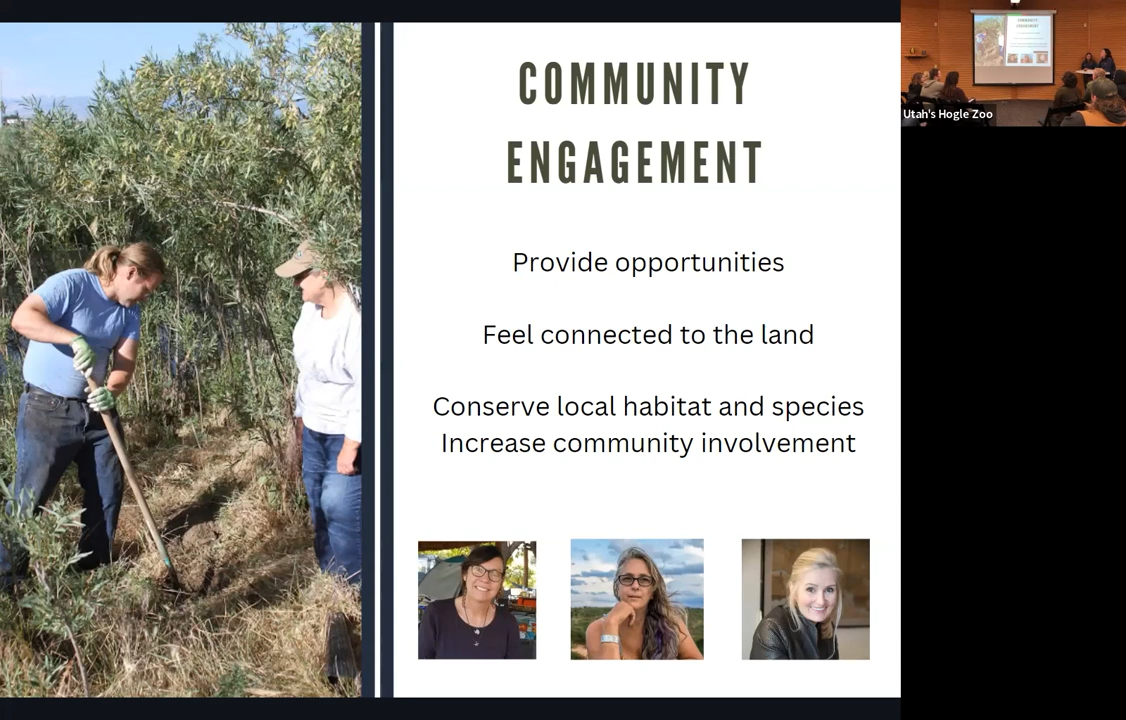 COMMUNITY
ENGAGEMENT
Provide opportunities
Feel connected to the land
Conserve local habitat and species
Increase community involvement
Utah's Hogle Zoo